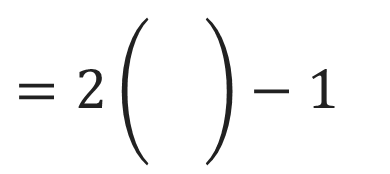 = 2 (   ) − 1